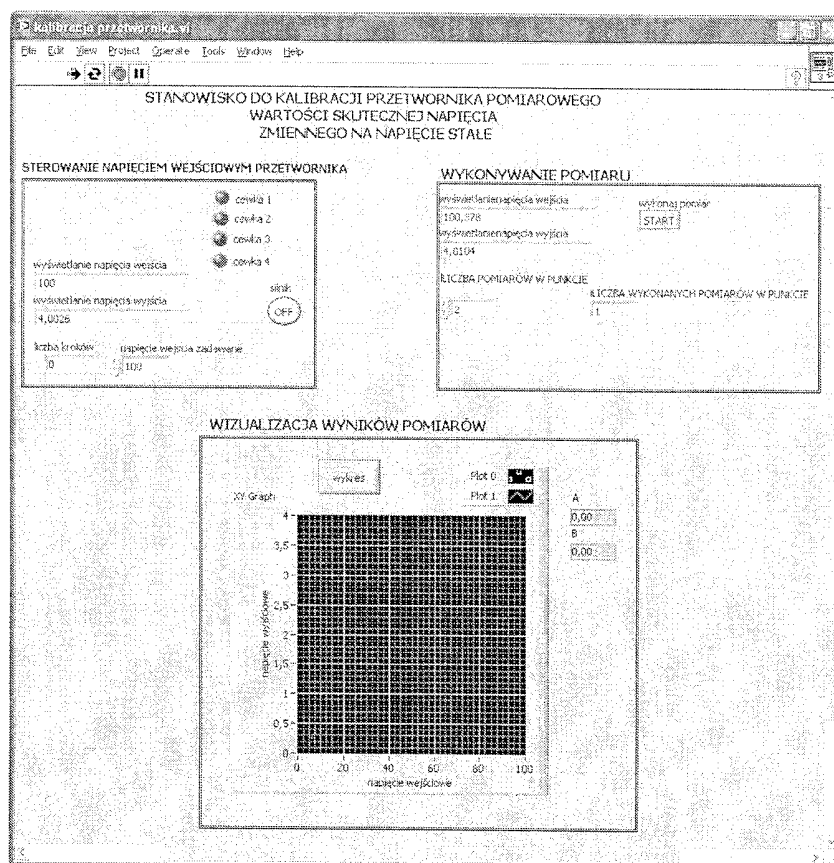 kalibracja przetwornika.vi
File Edit View Project Operate Tools Window Help
STANOWISKO DO KALIBRACJI PRZETWORNIKA POMIAROWEGO
WARTOŚCI SKUTECZNEJ NAPIĘCIA
ZMIENNEGO NA NAPIĘCIE STAŁE
STEROWANIE NAPIĘCIEM WEJŚCIOWYM PRZETWORNIKA
cewka 1
cewka 2
cewka 3
cewka 4
wyświetlanie napięcia wejścia
100
wyświetlanie napięcia wyjścia
4,0026
silnik
OFF
liczba kroków
0
napięcie wejścia zadawane
100
WYKONYWANIE POMIARU
wyświetlanienapięcia wejścia
100,378
wyświetlanienapięcia wyjścia
4,0104
wykonaj pomiar
START
LICZBA POMIARÓW W PUNKCIE
2
LICZBA WYKONANYCH POMIARÓW W PUNKCIE
1
WIZUALIZACJA WYNIKÓW POMIARÓW
wykres
Plot 0
Plot 1
XY Graph
A
0,00
B
0,00
napięcie wyjściowe
4
3,5
3
2,5
2
1,5
1
0,5
0
0 20 40 60 80 100
napięcie wejściowe